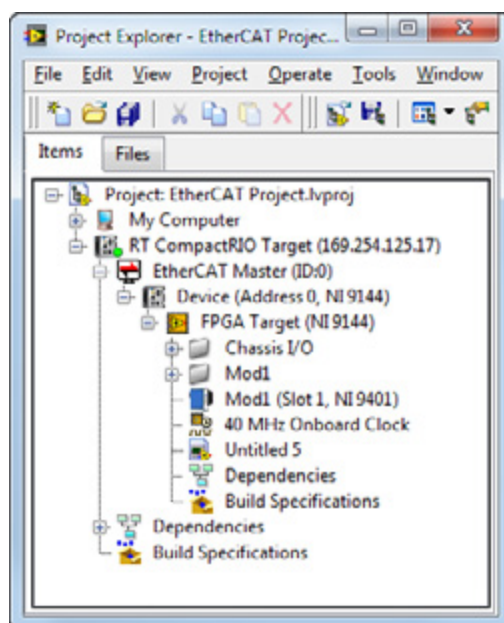 Project Explorer - EtherCAT Projec...
File Edit View Project Operate Tools Window
Items Files
Project: EtherCAT Project.lvproj
My Computer
RT CompactRIO Target (169.254.125.17)
EtherCAT Master (ID:0)
Device (Address 0, NI 9144)
FPGA Target (NI 9144)
Chassis I/O
Mod1
Mod1 (Slot 1, NI 9401)
40 MHz Onboard Clock
Untitled 5
Dependencies
Build Specifications
Dependencies
Build Specifications